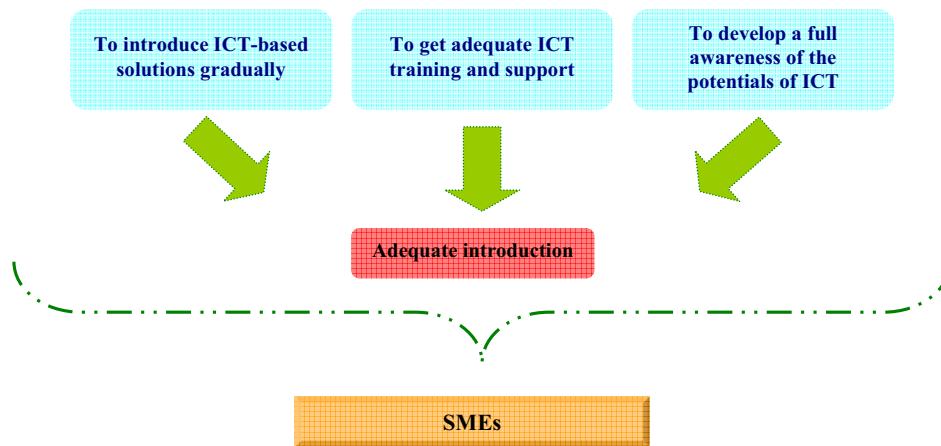 To introduce ICT-based
solutions gradually
To get adequate ICT
training and support
To develop a full
awareness of the
potentials of ICT
Adequate introduction
SMEs